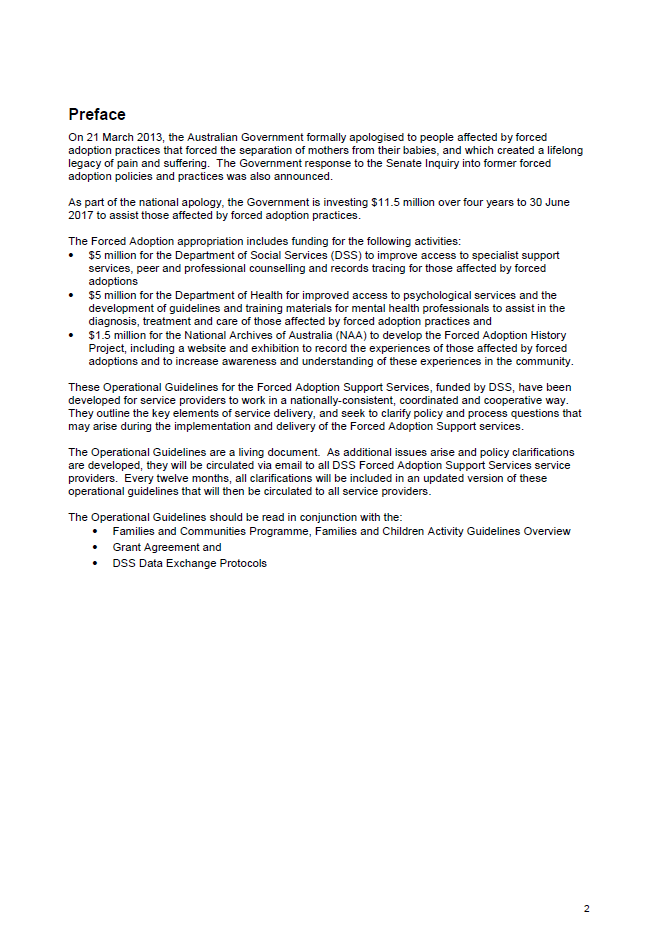 Preface
On 21 March 2013, the Australian Government formally apologised to people affected by forced
adoption practices that forced the separation of mothers from their babies, and which created a lifelong
legacy of pain and suffering.  The Government response to the Senate Inquiry into former forced
adoption policies and practices was also announced.
As part of the national apology, the Government is investing $11.5 million over four years to 30 June
2017 to assist those affected by forced adoption practices.
The Forced Adoption appropriation includes funding for the following activities:
• $5 million for the Department of Social Services (DSS) to improve access to specialist support
services, peer and professional counselling and records tracing for those affected by forced
adoptions
• $5 million for the Department of Health for improved access to psychological services and the
development of guidelines and training materials for mental health professionals to assist in the
diagnosis, treatment and care of those affected by forced adoption practices and
• $1.5 million for the National Archives of Australia (NAA) to develop the Forced Adoption History
Project, including a website and exhibition to record the experiences of those affected by forced
adoptions and to increase awareness and understanding of these experiences in the community.
These Operational Guidelines for the Forced Adoption Support Services, funded by DSS, have been
developed for service providers to work in a nationally-consistent, coordinated and cooperative way.
They outline the key elements of service delivery, and seek to clarify policy and process questions that
may arise during the implementation and delivery of the Forced Adoption Support services.
The Operational Guidelines are a living document.  As additional issues arise and policy clarifications
are developed, they will be circulated via email to all DSS Forced Adoption Support Services service
providers.  Every twelve months, all clarifications will be included in an updated version of these
operational guidelines that will then be circulated to all service providers.
The Operational Guidelines should be read in conjunction with the:
• Families and Communities Programme, Families and Children Activity Guidelines Overview
• Grant Agreement and
• DSS Data Exchange Protocols
2